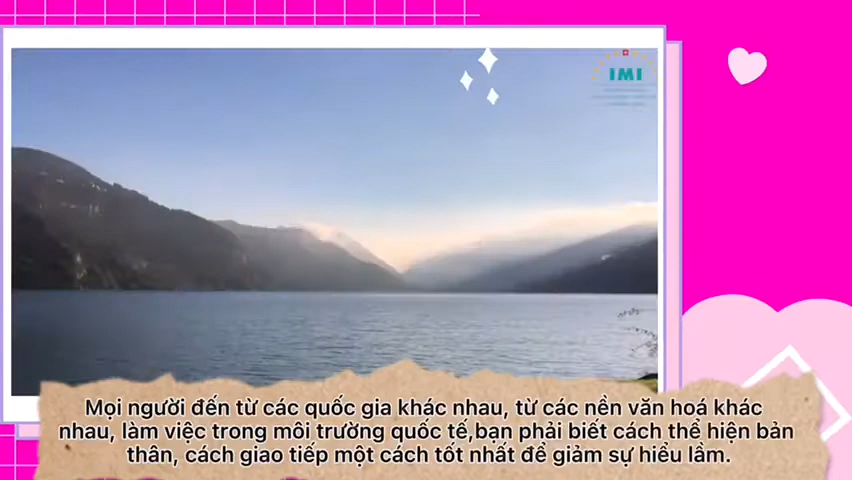 IMI
Mọi người đến từ các quốc gia khác nhau, từ các nền văn hoá khác
nhau, làm việc trong môi trường quốc tế,bạn phải biết cách thể hiện bản
thân, cách giao tiếp một cách tốt nhất để giảm sự hiểu lầm.